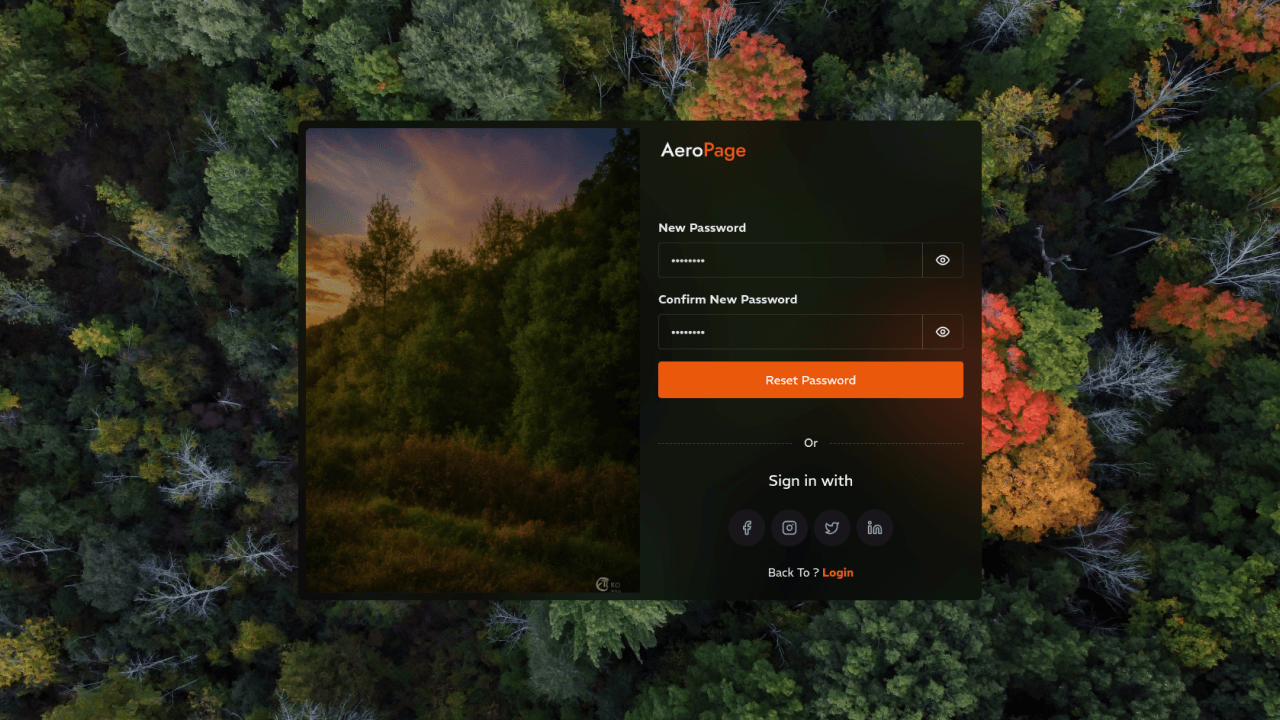 AeroPage
New Password
••••••••
Confirm New Password
••••••••
Reset Password
Or
Sign in with
Back To ? Login